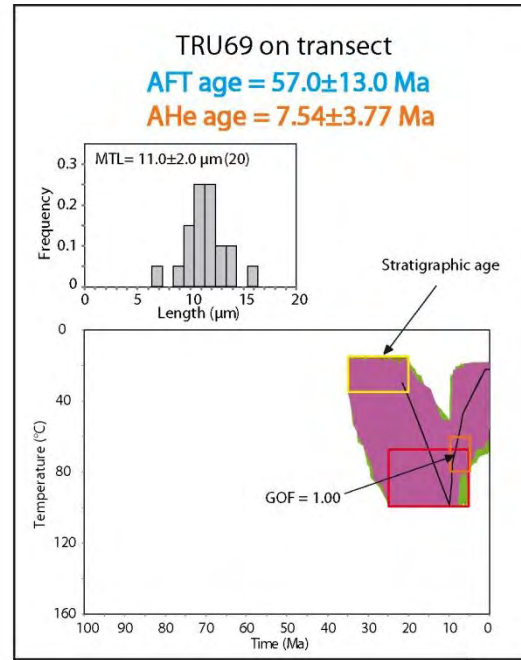 TRU69 on transect
AFT age = 57.0±13.0 Ma
AHe age = 7.54±3.77 Ma
MTL= 11.0±2.0 µm (20)
Frequency
0.3
0.2
0.1
0
0 5 10 15 20
Length (µm)
Stratigraphic age
Temperature (°C)
0
40
80
120
160
GOF = 1.00
100 90 80 70 60 50 40 30 20 10 0
Time (Ma)